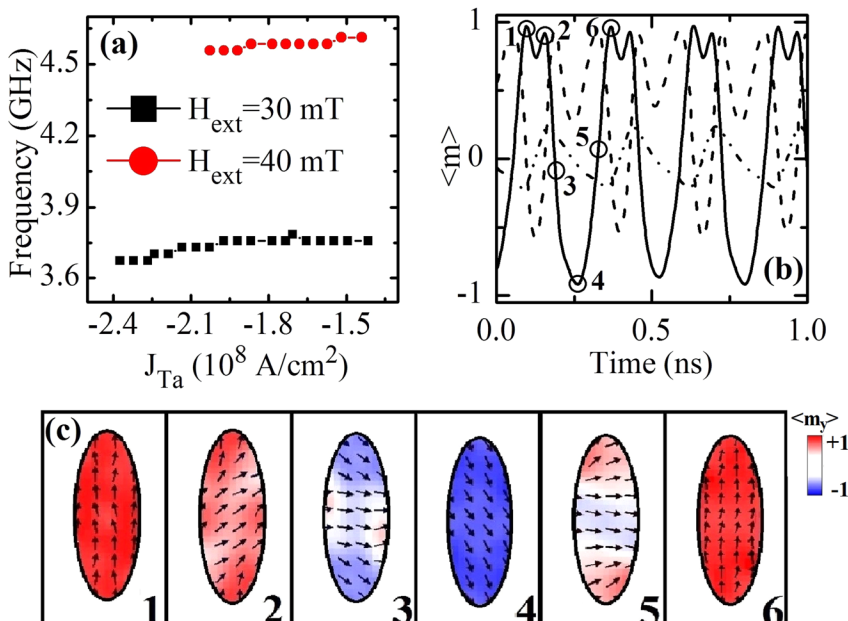 (a)
Frequency (GHz)
4.5
4.2
3.9
3.6
H_ext=30 mT
H_ext=40 mT
-2.4 -2.1 -1.8 -1.5
J_Ta (10^8 A/cm^2)
(b)
<m>
1
0
-1
1 2 6
5
3
4
0.0 0.5 1.0
Time (ns)
(c)
1 2 3 4 5 6
<m_y>
+1
-1